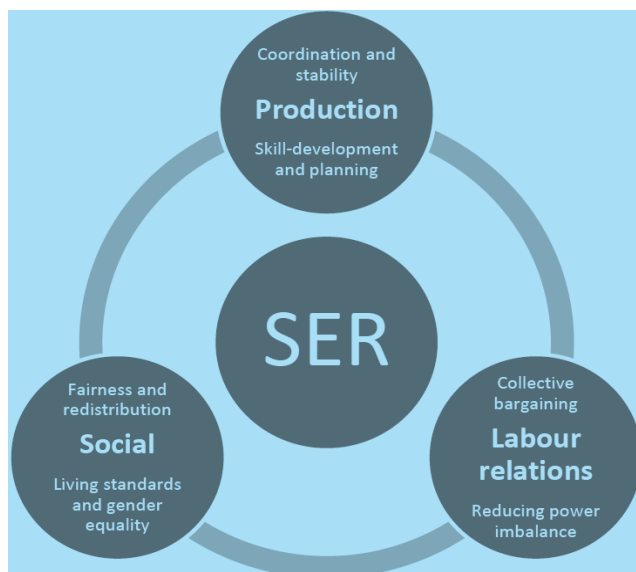 Coordination and
stability
Production
Skill-development
and planning
SER
Fairness and
redistribution
Social
Living standards
and gender
equality
Collective
bargaining
Labour
relations
Reducing power
imbalance